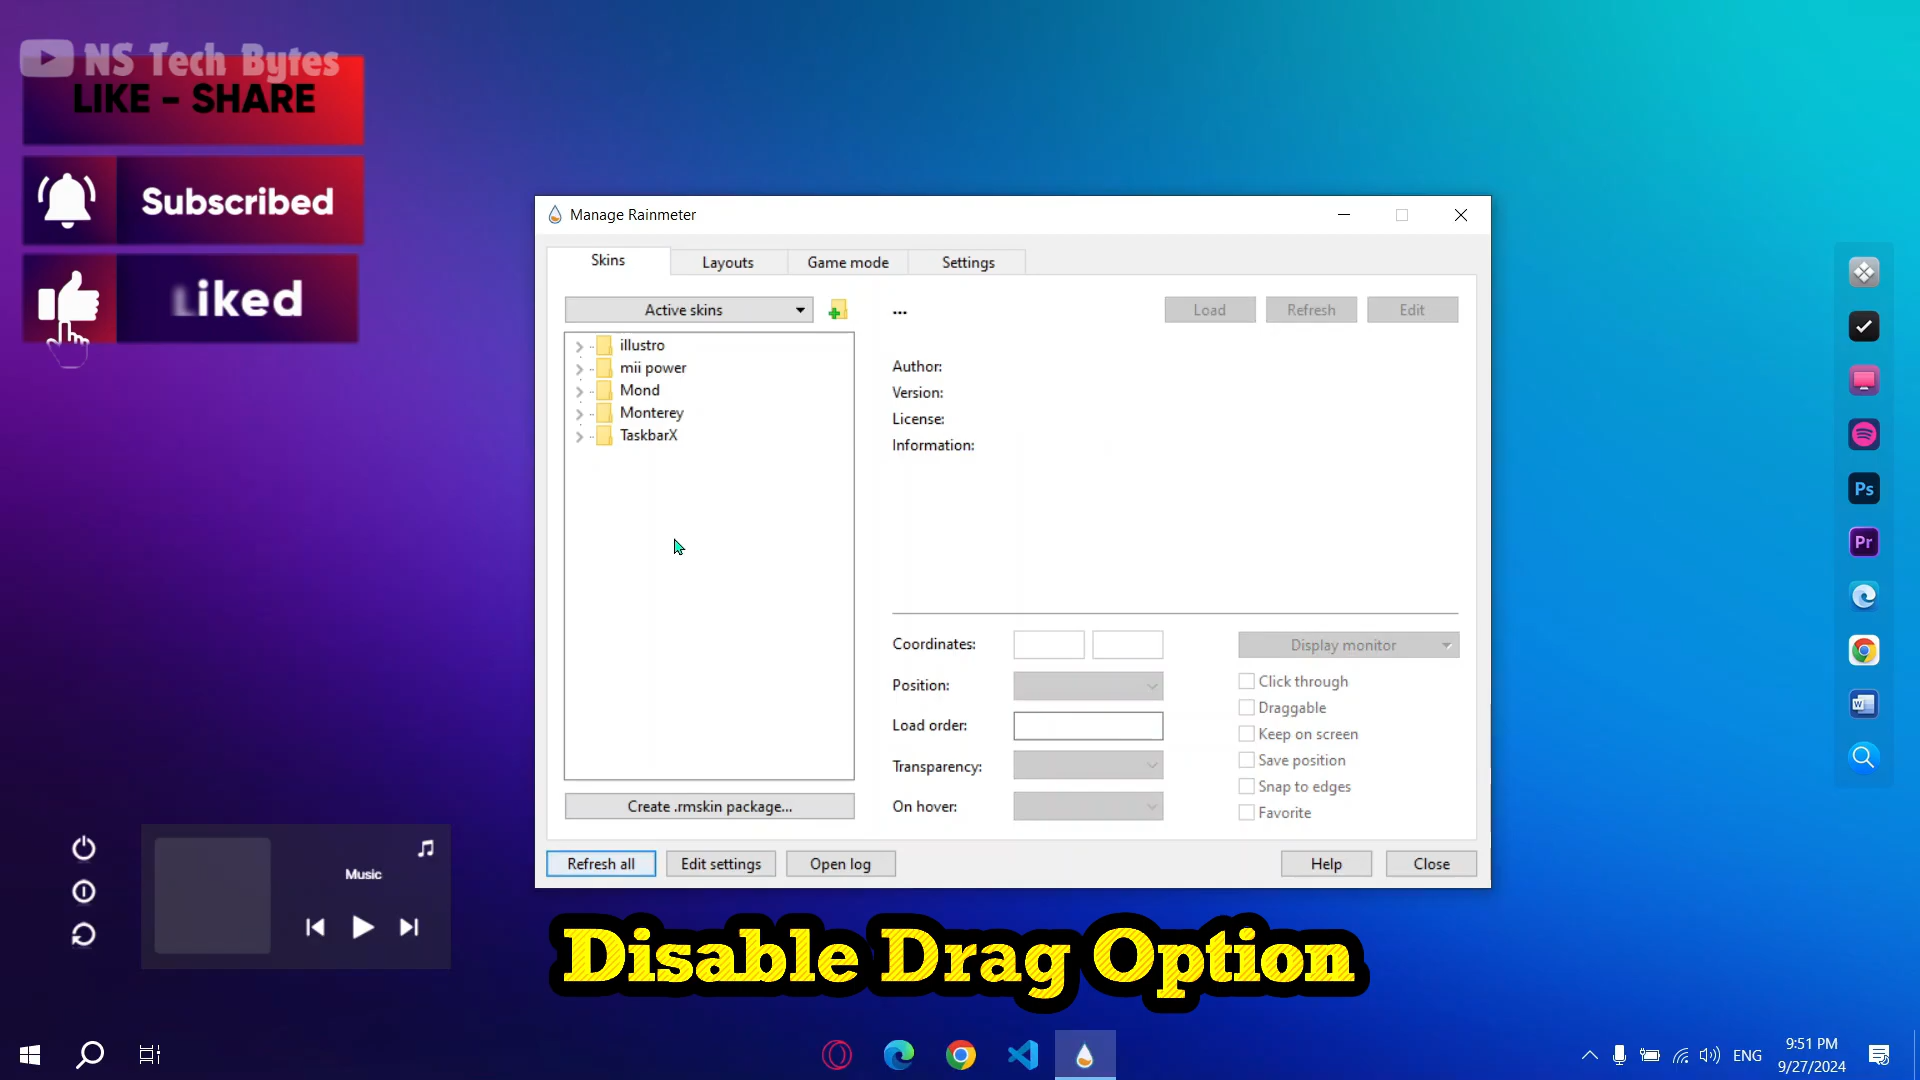 NS Tech Bytes
LIKE - SHARE
Subscribed
Liked
Manage Rainmeter
Skins Layouts Game mode Settings
Active skins ... Load Refresh Edit
illustro
mii power
Mond
Monterey
TaskbarX
Author:
Version:
License:
Information:
Coordinates: Display monitor
Position: Click through
Draggable
Load order: Keep on screen
Transparency: Save position
Snap to edges
On hover: Favorite
Create .rmskin package...
Refresh all Edit settings Open log Help Close
Music
Disable Drag Option
Ps
Pr
W
ENG 9:51 PM
9/27/2024